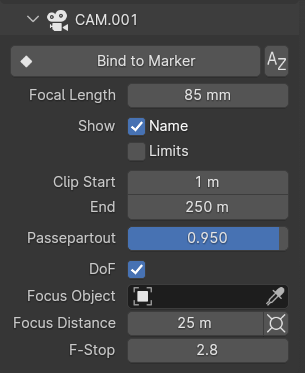 CAM.001
Bind to Marker
AZ
Focal Length 85 mm
Show Name
Limits
Clip Start 1 m
End 250 m
Passepartout 0.950
DoF
Focus Object
Focus Distance 25 m
F-Stop 2.8